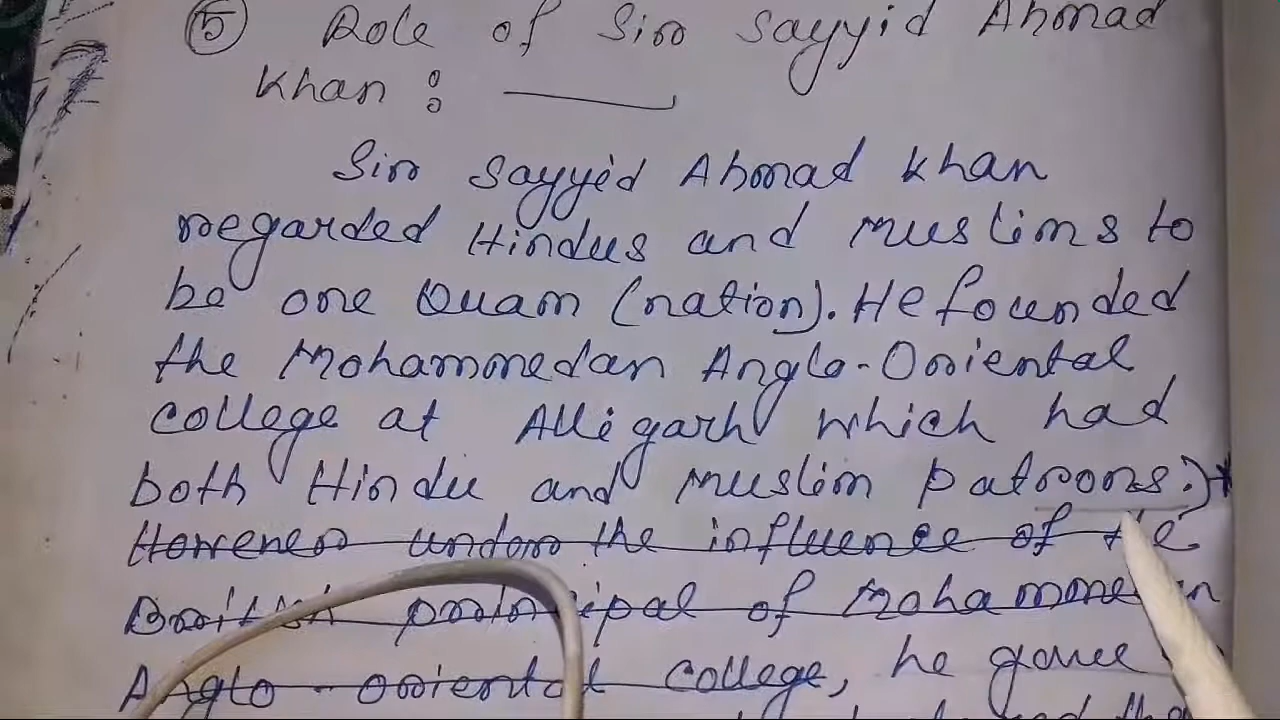 ⑤ Role of Sir Sayyid Ahmad
Khan : —
Sir Sayyid Ahmad Khan
regarded Hindus and Muslims to
be one Quam (nation). He founded
the Mohammedan Anglo-Oriental
college at Alligarh which had
both Hindu and Muslim patrons.
However under the influence of the
British principal of Mohamme
Anglo-oriental college, he gave